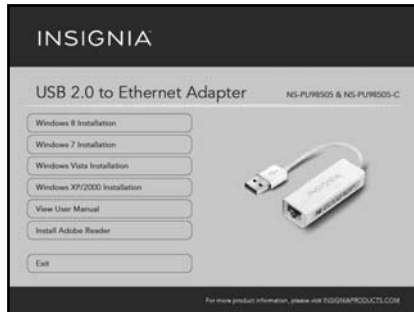 INSIGNIA
USB 2.0 to Ethernet Adapter
NS-PU98505 & NS-PU98505-C
Windows 8 Installation
Windows 7 Installation
Windows Vista Installation
Windows XP/2000 Installation
View User Manual
Install Adobe Reader
Exit
For more product information, please visit INSIGNIAPRODUCTS.COM